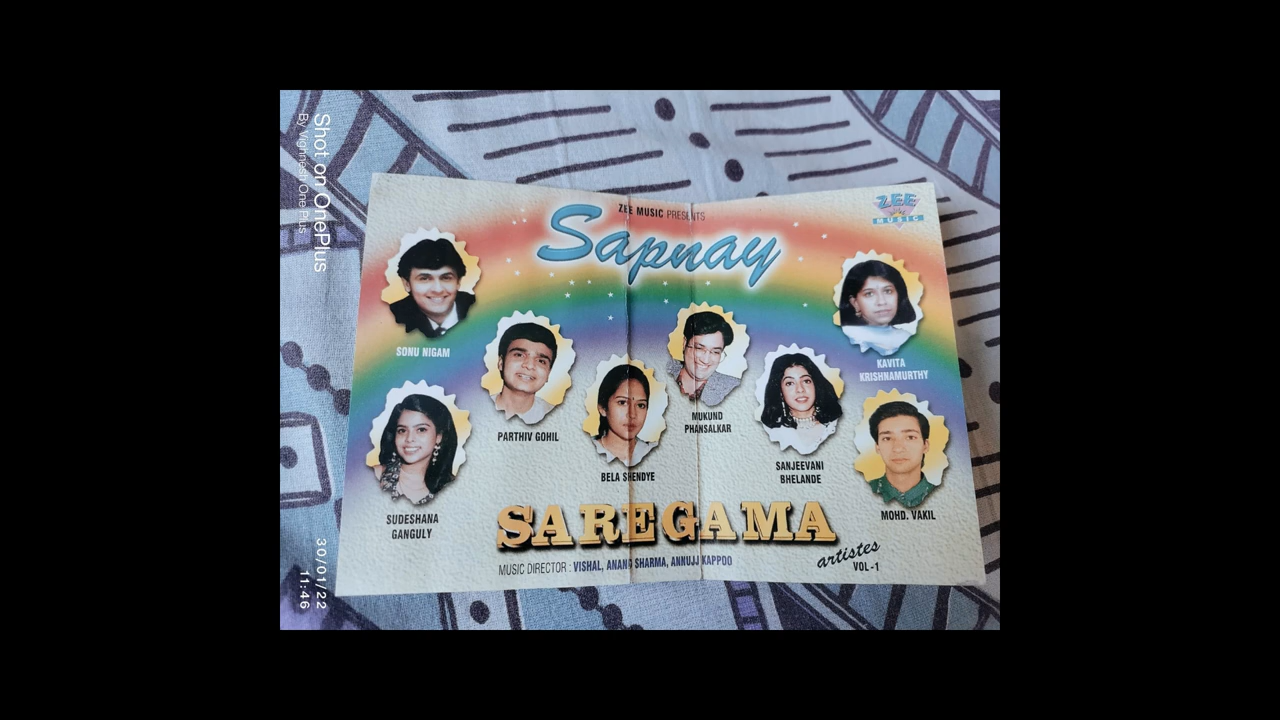 ZEE MUSIC PRESENTS
Sapnay
ZEE
MUSIC
SONU NIGAM
KAVITA
KRISHNAMURTHY
PARTHIV GOHIL
MUKUND
PHANSALKAR
BELA SHENDYE
SANJEEVANI
BHELANDE
SUDESHANA
GANGULY
MOHD. VAKIL
SAREGAMA
artistes
VOL-1
MUSIC DIRECTOR : VISHAL, ANAND SHARMA, ANNUJJ KAPPOO
Shot on OnePlus
By Vighnesh One Plus
30/01/22
11:46